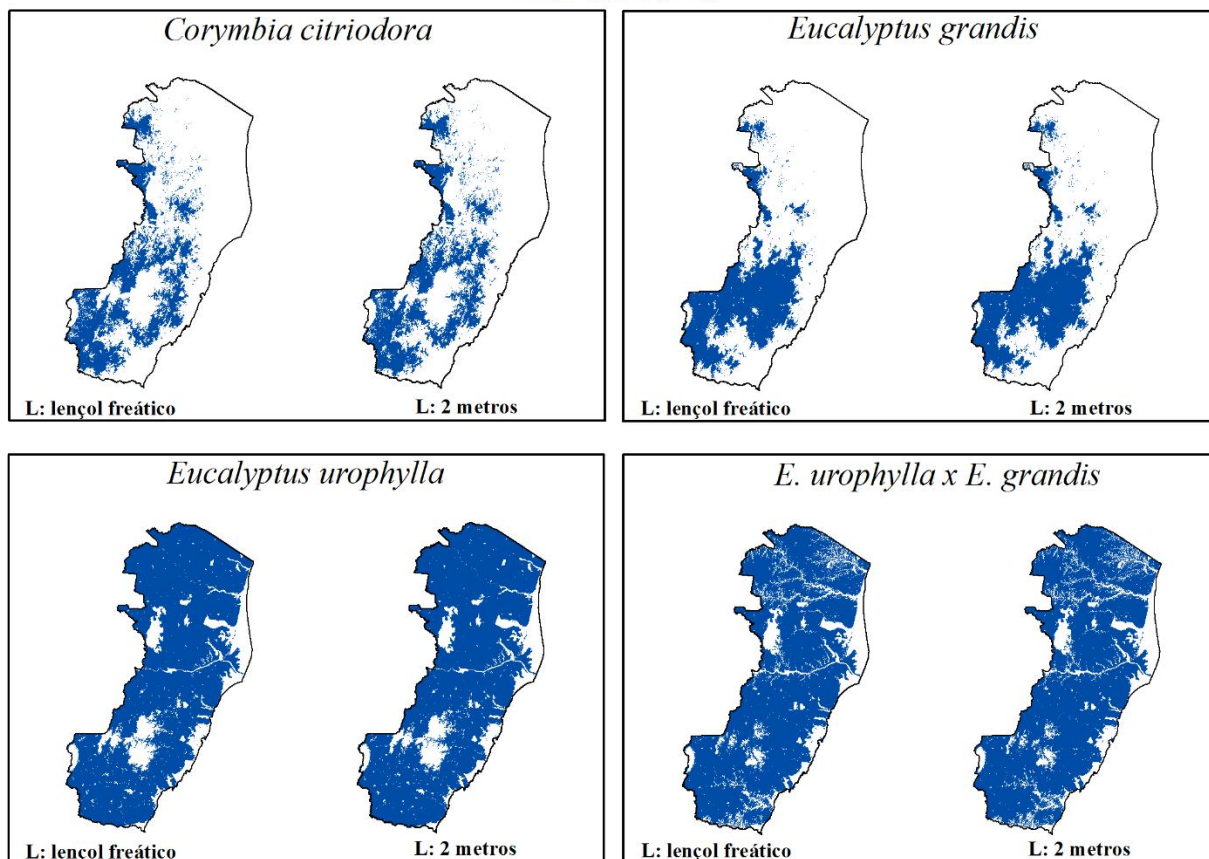 Corymbia citriodora
L: lençol freático
L: 2 metros
Eucalyptus grandis
L: lençol freático
L: 2 metros
Eucalyptus urophylla
L: lençol freático
L: 2 metros
E. urophylla x E. grandis
L: lençol freático
L: 2 metros